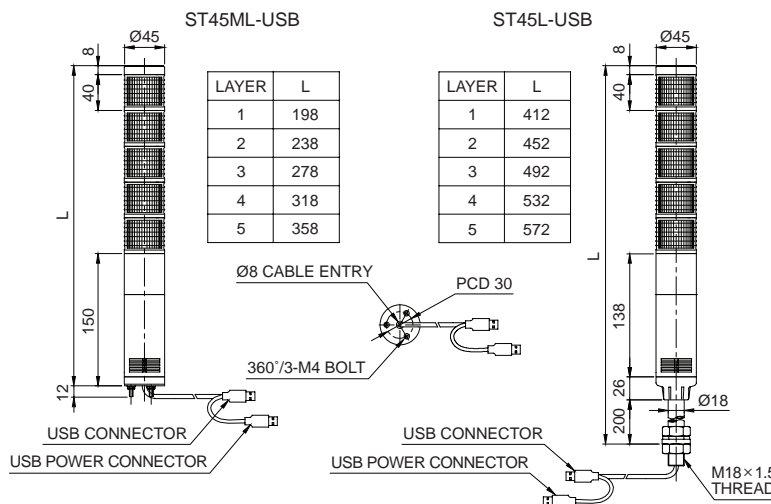 ST45ML-USB
ST45L-USB
8
Ø45
40
L
150
12
LAYER L
1 198
2 238
3 278
4 318
5 358
USB CONNECTOR
USB POWER CONNECTOR
Ø8 CABLE ENTRY
PCD 30
360°/3-M4 BOLT
LAYER L
1 412
2 452
3 492
4 532
5 572
8
Ø45
40
L
138
26
200
Ø18
USB CONNECTOR
USB POWER CONNECTOR
M18×1.5
THREAD